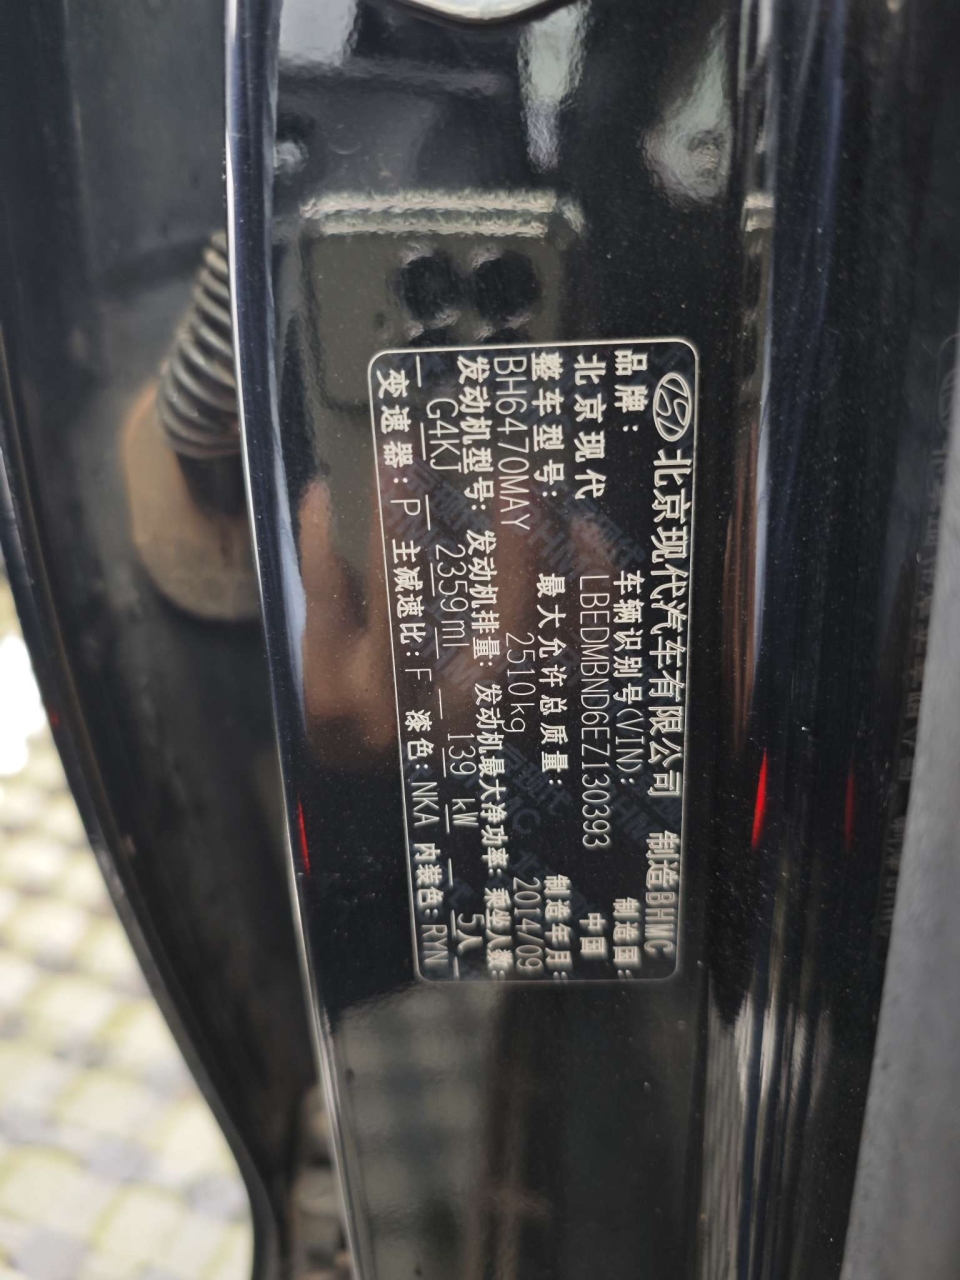 北京现代汽车有限公司 制造BHMC
品牌: 车辆识别号(VIN): 制造国:
北京现代 LBEDMBND6EZ130393 中国
整车型号: 最大允许总质量: 制造年月:
BH6470MAY 2510kg 2014/09
发动机型号: 发动机排量: 发动机最大净功率: 乘坐人数:
G4KJ 2359ml 139 kW 5人
变速器: P 主减速比: F 漆色: NKA 内装色: RYN